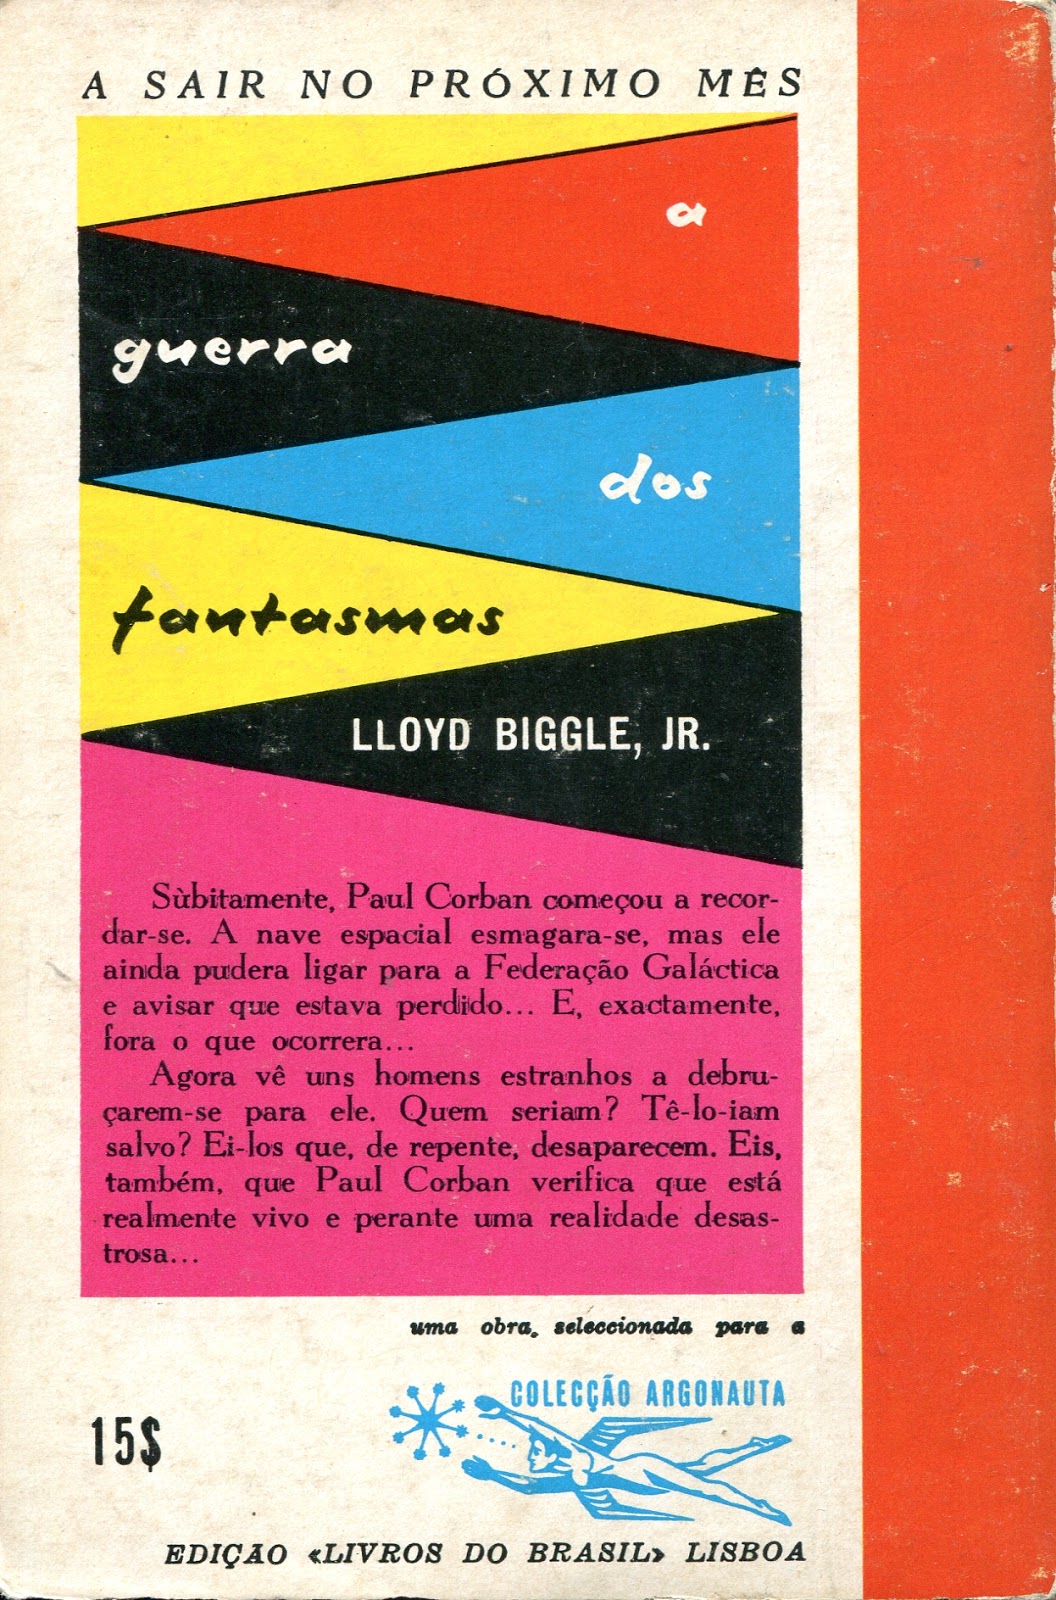 A SAIR NO PRÓXIMO MÊS
a
guerra
dos
fantasmas
LLOYD BIGGLE, JR.
Sùbitamente, Paul Corban começou a recor-
dar-se. A nave espacial esmagara-se, mas ele
ainda pudera ligar para a Federação Galáctica
e avisar que estava perdido... E, exactamente,
fora o que ocorrera...
Agora vê uns homens estranhos a debru-
çarem-se para ele. Quem seriam? Tê-lo-iam
salvo? Ei-los que, de repente, desaparecem. Eis,
também, que Paul Corban verifica que está
realmente vivo e perante uma realidade desas-
trosa...
uma obra, seleccionada para a
COLECÇÃO ARGONAUTA
15$
EDIÇAO «LIVROS DO BRASIL» LISBOA